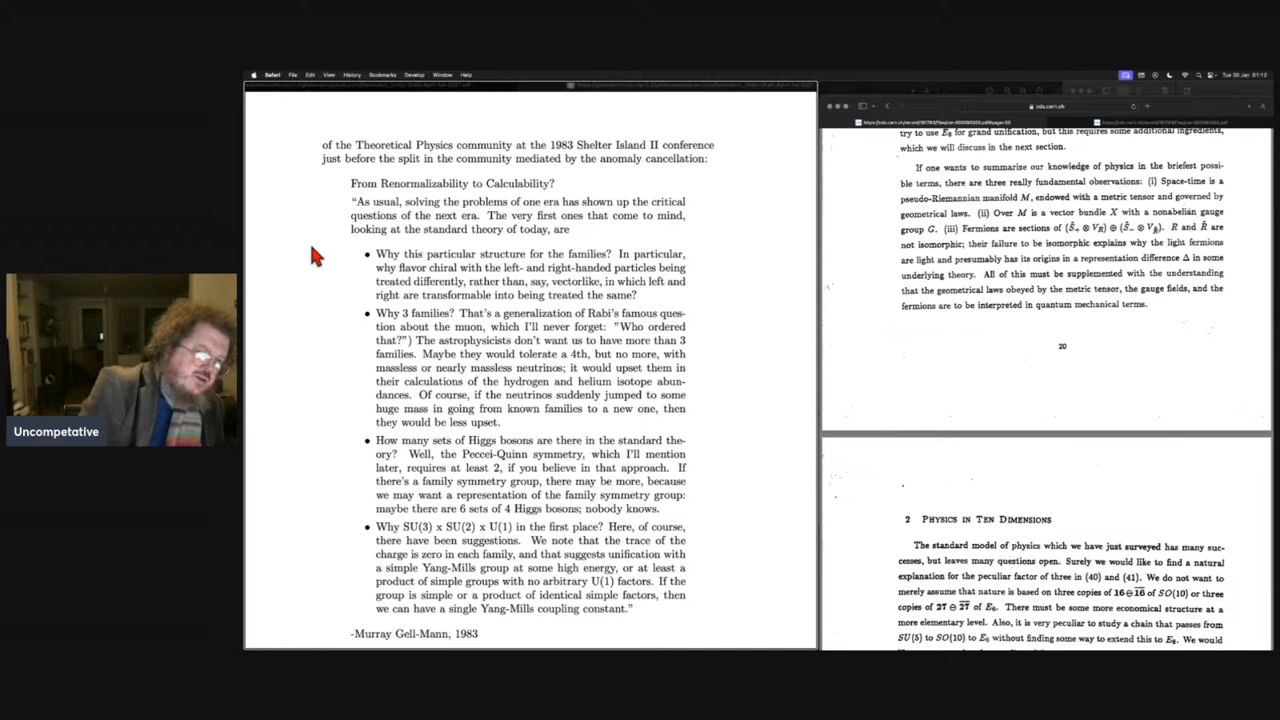 Safari File Edit View History Bookmarks Develop Window Help
Tue 30 Jan 01:12
of the Theoretical Physics community at the 1983 Shelter Island II conference
just before the split in the community mediated by the anomaly cancellation:
From Renormalizability to Calculability?
“As usual, solving the problems of one era has shown up the critical
questions of the next era. The very first ones that come to mind,
looking at the standard theory of today, are
• Why this particular structure for the families? In particular,
why flavor chiral with the left- and right-handed particles being
treated differently, rather than, say, vectorlike, in which left and
right are transformable into being treated the same?
• Why 3 families? That’s a generalization of Rabi’s famous ques-
tion about the muon, which I’ll never forget: ”Who ordered
that?”) The astrophysicists don’t want us to have more than 3
families. Maybe they would tolerate a 4th, but no more, with
massless or nearly massless neutrinos; it would upset them in
their calculations of the hydrogen and helium isotope abun-
dances. Of course, if the neutrinos suddenly jumped to some
huge mass in going from known families to a new one, then
they would be less upset.
• How many sets of Higgs bosons are there in the standard the-
ory? Well, the Peccei-Quinn symmetry, which I’ll mention
later, requires at least 2, if you believe in that approach. If
there’s a family symmetry group, there may be more, because
we may want a representation of the family symmetry group:
maybe there are 6 sets of 4 Higgs bosons; nobody knows.
• Why SU(3) x SU(2) x U(1) in the first place? Here, of course,
there have been suggestions. We note that the trace of the
charge is zero in each family, and that suggests unification with
a simple Yang-Mills group at some high energy, or at least a
product of simple groups with no arbitrary U(1) factors. If the
group is simple or a product of identical simple factors, then
we can have a single Yang-Mills coupling constant.”
-Murray Gell-Mann, 1983
Uncompetative
cds.cern.ch
try to use E₈ for grand unification, but this requires some additional ingredients,
which we will discuss in the next section.
If one wants to summarize our knowledge of physics in the briefest possi-
ble terms, there are three really fundamental observations: (i) Space-time is a
pseudo-Riemannian manifold M, endowed with a metric tensor and governed by
geometrical laws. (ii) Over M is a vector bundle X with a nonabelian gauge
group G. (iii) Fermions are sections of (Ŝ₊ ⊗ V_R) ⊕ (Ŝ₋ ⊗ V_R̃). R and R̃ are
not isomorphic; their failure to be isomorphic explains why the light fermions
are light and presumably has its origins in a representation difference Δ in some
underlying theory. All of this must be supplemented with the understanding
that the geometrical laws obeyed by the metric tensor, the gauge fields, and the
fermions are to be interpreted in quantum mechanical terms.
20
2 PHYSICS IN TEN DIMENSIONS
The standard model of physics which we have just surveyed has many suc-
cesses, but leaves many questions open. Surely we would like to find a natural
explanation for the peculiar factor of three in (40) and (41). We do not want to
merely assume that nature is based on three copies of 16 ⊖ 1̅6̅ of SO(10) or three
copies of 27 ⊖ 2̅7̅ of E₆. There must be some more economical structure at a
more elementary level. Also, it is very peculiar to study a chain that passes from
SU(5) to SO(10) to E₆ without finding some way to extend this to E₈. We would